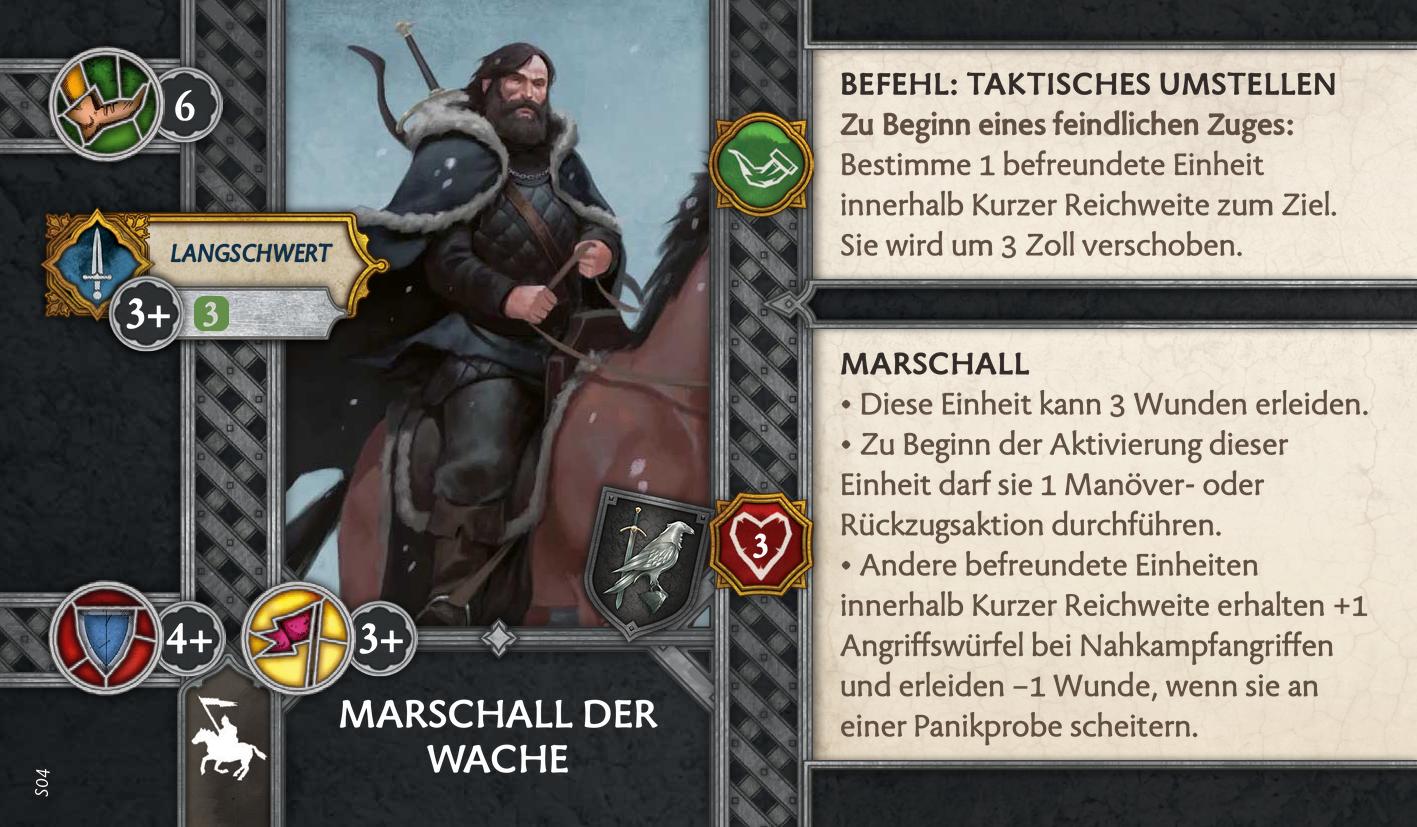 6
LANGSCHWERT
3+
3
4+
3+
MARSCHALL DER
WACHE
S04
BEFEHL: TAKTISCHES UMSTELLEN
Zu Beginn eines feindlichen Zuges:
Bestimme 1 befreundete Einheit
innerhalb Kurzer Reichweite zum Ziel.
Sie wird um 3 Zoll verschoben.
3
MARSCHALL
• Diese Einheit kann 3 Wunden erleiden.
• Zu Beginn der Aktivierung dieser
Einheit darf sie 1 Manöver- oder
Rückzugsaktion durchführen.
• Andere befreundete Einheiten
innerhalb Kurzer Reichweite erhalten +1
Angriffswürfel bei Nahkampfangriffen
und erleiden −1 Wunde, wenn sie an
einer Panikprobe scheitern.